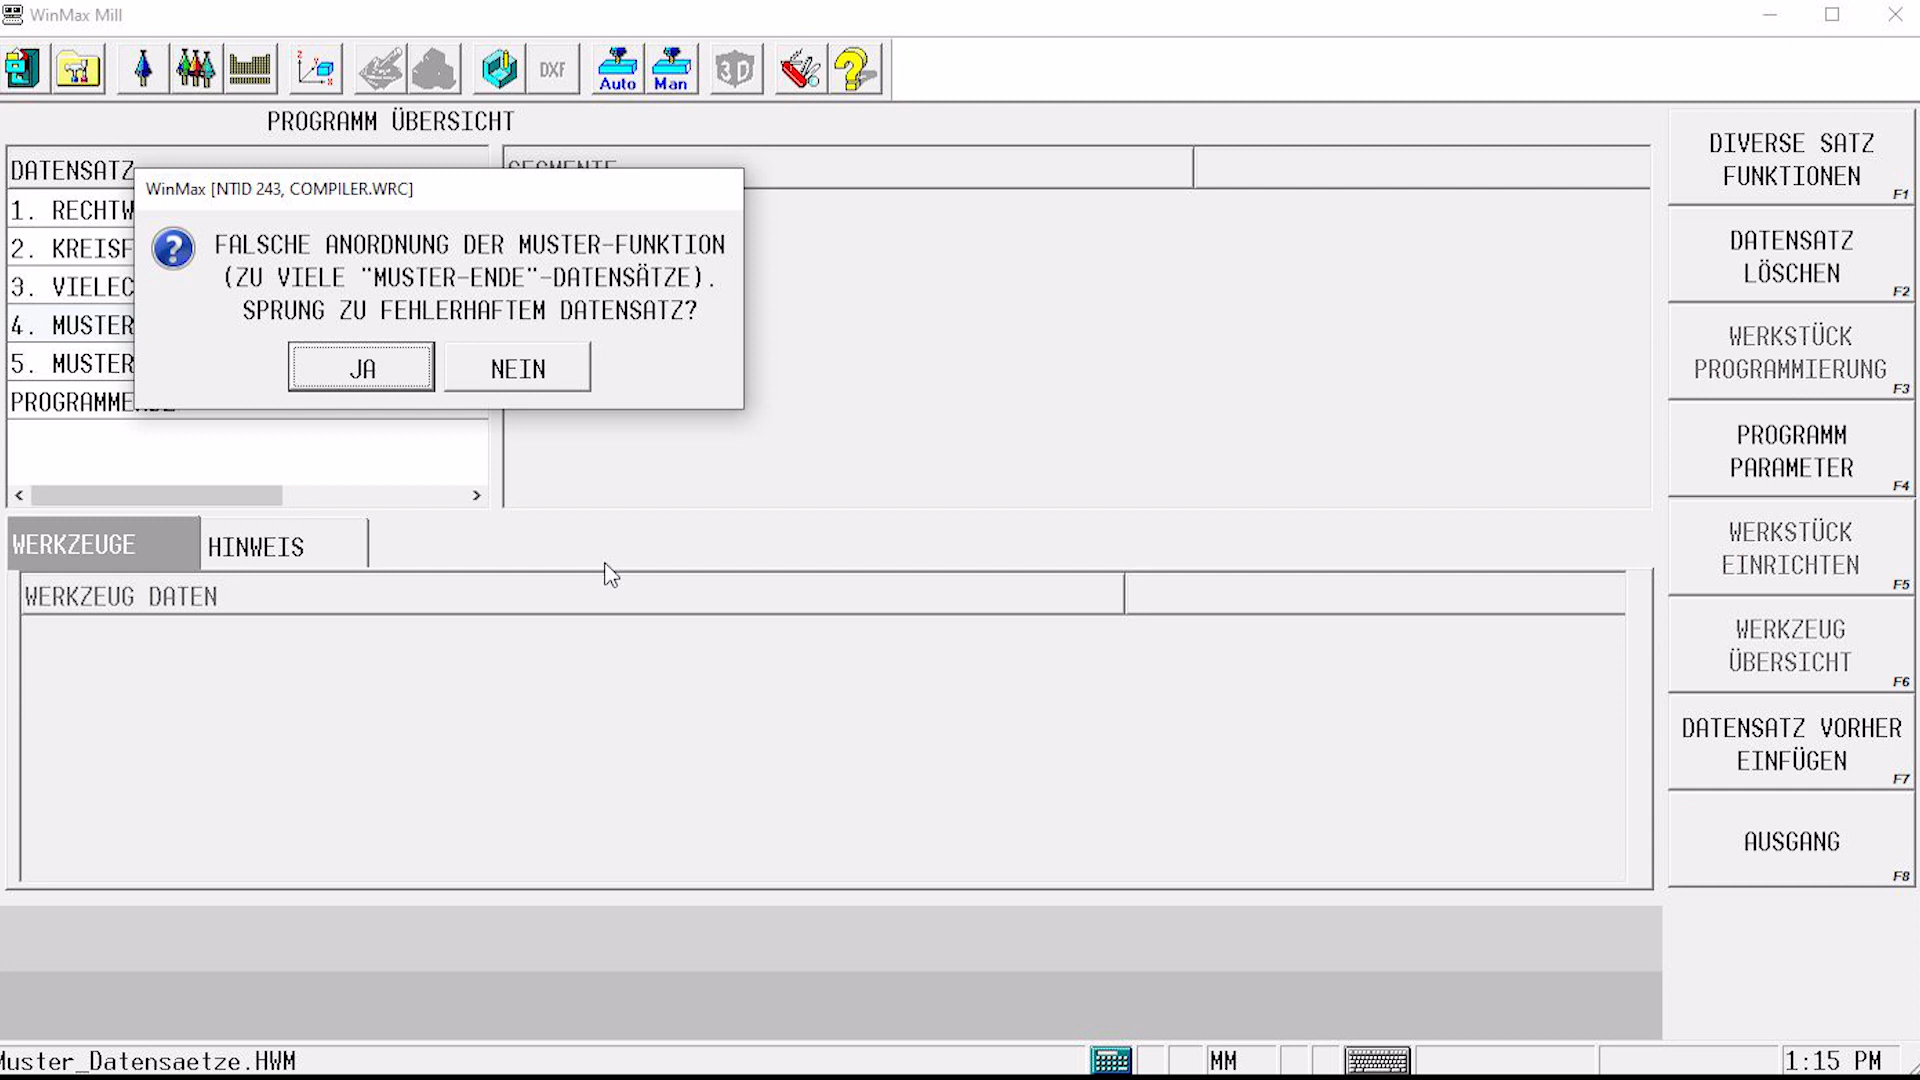 WinMax Mill
DXF
Auto
Man
3D
PROGRAMM ÜBERSICHT
DATENSATZ
SEGMENTE
1. RECHTW
2. KREISF
3. VIELEC
4. MUSTER
5. MUSTER
PROGRAMMENDE
WinMax [NTID 243, COMPILER.WRC]
FALSCHE ANORDNUNG DER MUSTER-FUNKTION
(ZU VIELE "MUSTER-ENDE"-DATENSÄTZE).
SPRUNG ZU FEHLERHAFTEM DATENSATZ?
JA
NEIN
WERKZEUGE
HINWEIS
WERKZEUG DATEN
DIVERSE SATZ
FUNKTIONEN
F1
DATENSATZ
LÖSCHEN
F2
WERKSTÜCK
PROGRAMMIERUNG
F3
PROGRAMM
PARAMETER
F4
WERKSTÜCK
EINRICHTEN
F5
WERKZEUG
ÜBERSICHT
F6
DATENSATZ VORHER
EINFÜGEN
F7
AUSGANG
F8
Muster_Datensaetze.HWM
MM
1:15 PM